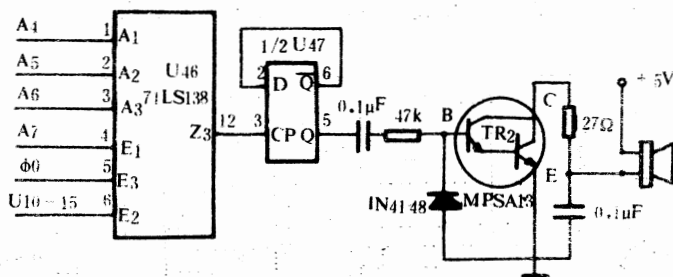 A4 1 A1
A5 2 A2
A6 3 A3
A7 4 E1
ϕ0 5 E3
U10-15 6 E2
U46
71LS138
Z3 12
1/2 U47
2 D Q̅ 6
3 CP Q 5
0.1μF
47k
B
TR2
C
E
MPSA13
IN4148
27Ω
0.1μF
+5V